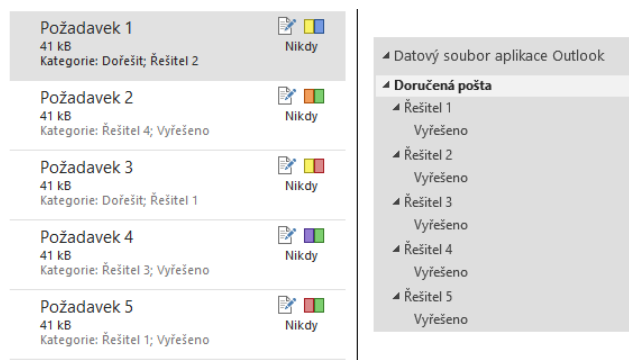 Požadavek 1
41 kB
Nikdy
Kategorie: Dořešit; Řešitel 2
Požadavek 2
41 kB
Nikdy
Kategorie: Řešitel 4; Vyřešeno
Požadavek 3
41 kB
Nikdy
Kategorie: Dořešit; Řešitel 1
Požadavek 4
41 kB
Nikdy
Kategorie: Řešitel 3; Vyřešeno
Požadavek 5
41 kB
Nikdy
Kategorie: Řešitel 1; Vyřešeno
Datový soubor aplikace Outlook
Doručená pošta
Řešitel 1
Vyřešeno
Řešitel 2
Vyřešeno
Řešitel 3
Vyřešeno
Řešitel 4
Vyřešeno
Řešitel 5
Vyřešeno